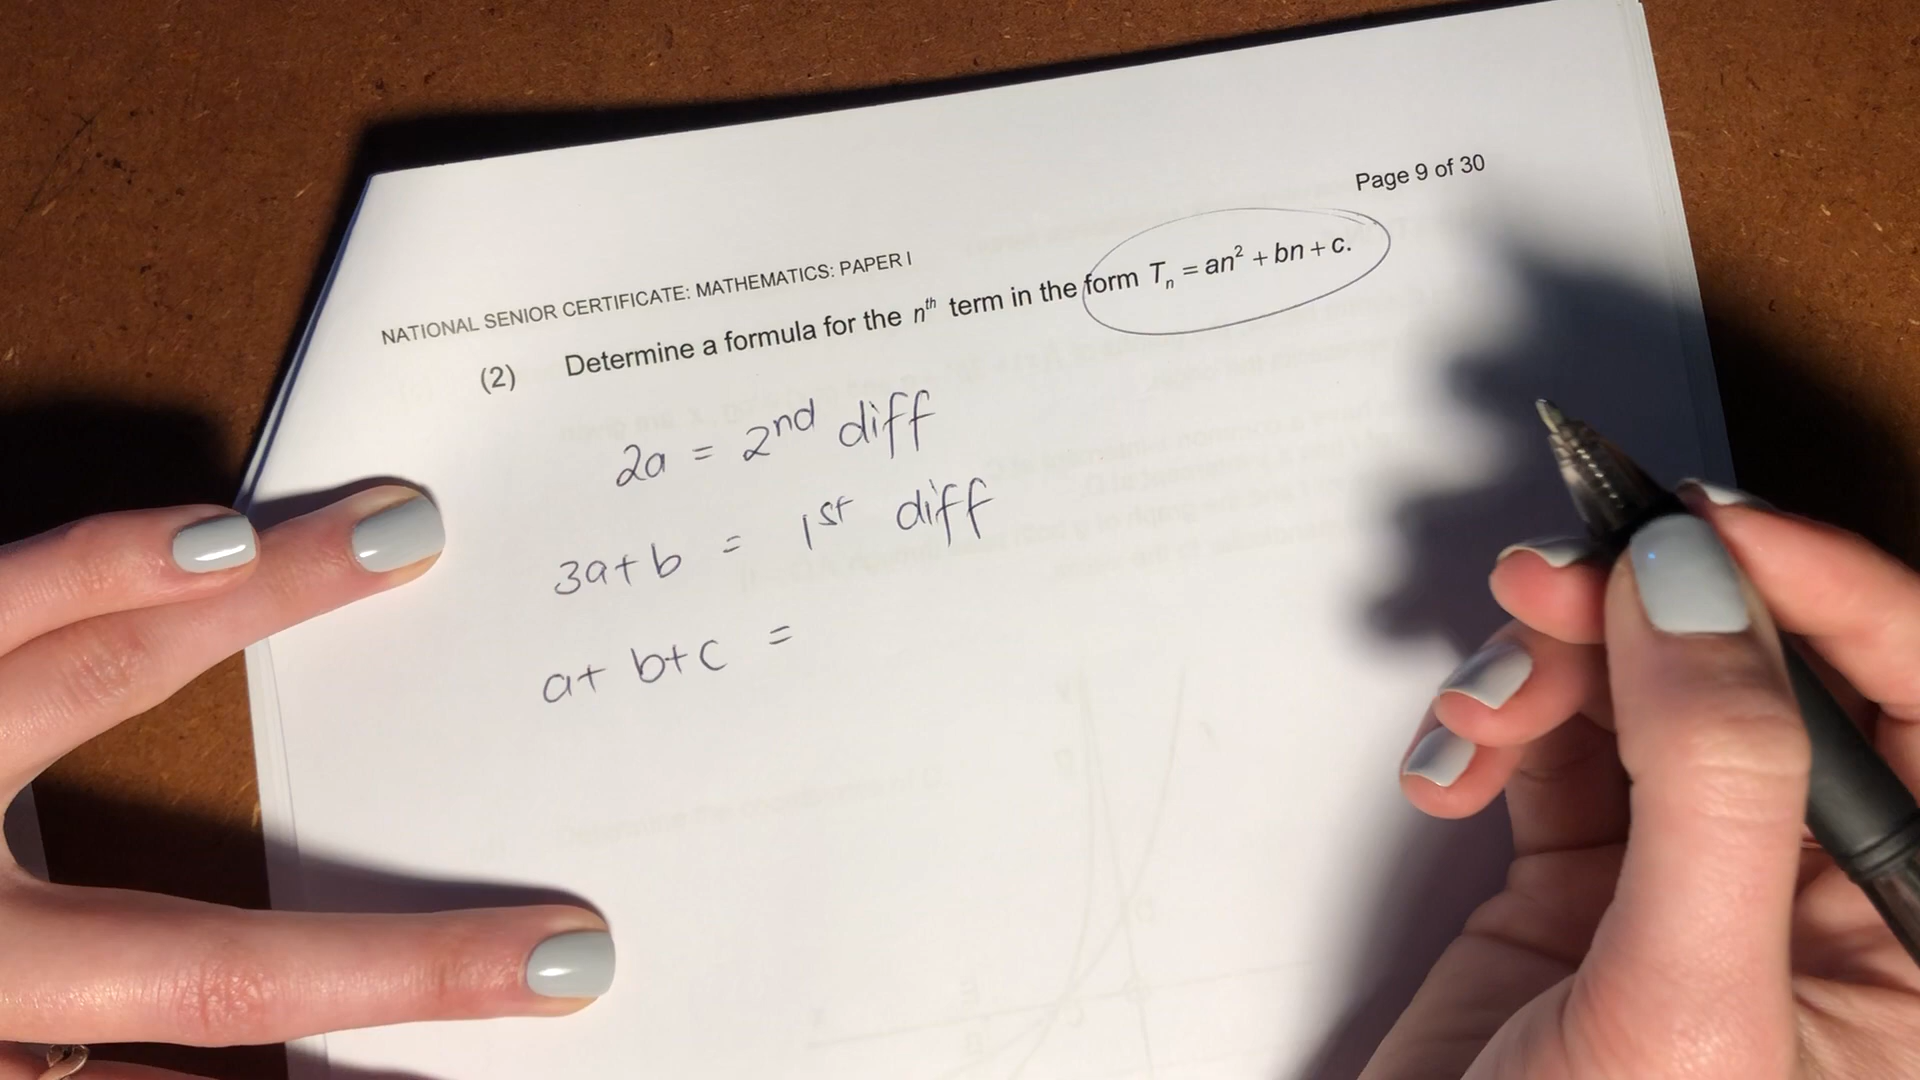 Page 9 of 30
NATIONAL SENIOR CERTIFICATE: MATHEMATICS: PAPER I
(2) Determine a formula for the nth term in the form Tn = an² + bn + c.
2a = 2nd diff
3a+b = 1st diff
a+ b+c =